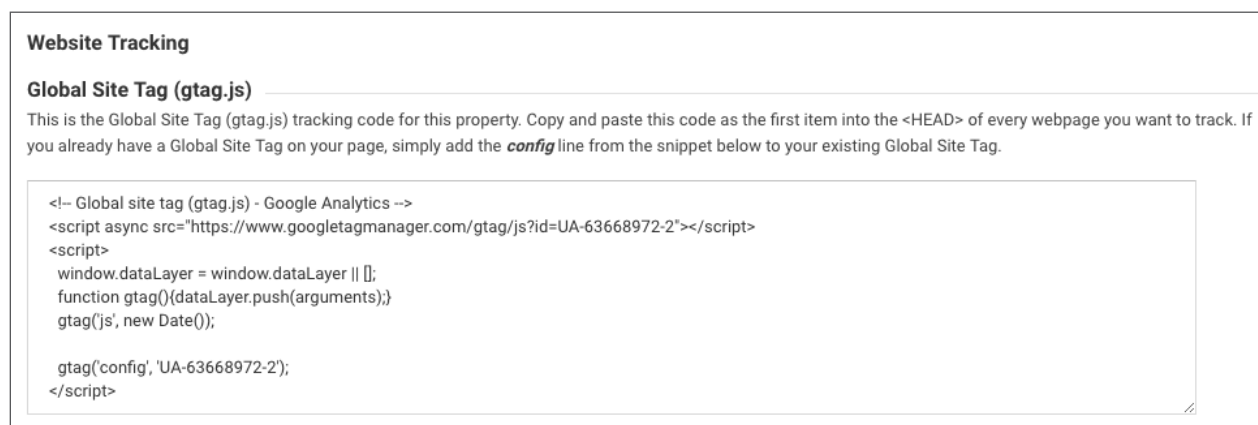 Website Tracking
Global Site Tag (gtag.js)
This is the Global Site Tag (gtag.js) tracking code for this property. Copy and paste this code as the first item into the <HEAD> of every webpage you want to track. If
you already have a Global Site Tag on your page, simply add the config line from the snippet below to your existing Global Site Tag.
<!-- Global site tag (gtag.js) - Google Analytics -->
<script async src="https://www.googletagmanager.com/gtag/js?id=UA-63668972-2"></script>
<script>
window.dataLayer = window.dataLayer || [];
function gtag(){dataLayer.push(arguments);}
gtag('js', new Date());
gtag('config', 'UA-63668972-2');
</script>